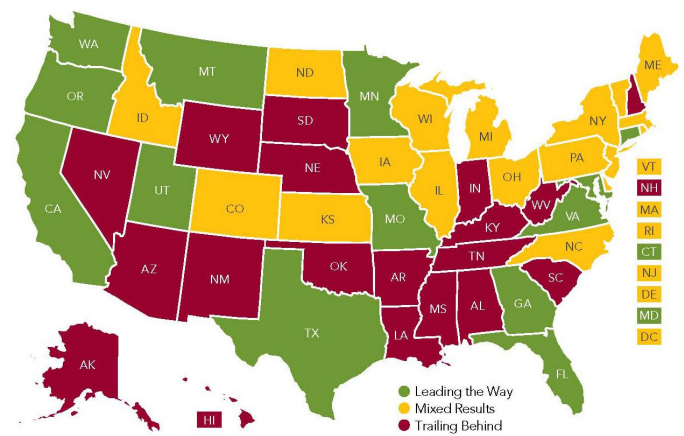 WA
MT
ND
MN
ME
OR
ID
SD
WI
MI
NY
WY
IA
PA
NE
NV
UT
IL
IN
OH
VT
CA
CO
KS
MO
WV
VA
NH
KY
MA
AZ
NM
OK
AR
TN
NC
RI
SC
CT
MS
AL
GA
NJ
TX
LA
DE
MD
AK
FL
DC
HI
Leading the Way
Mixed Results
Trailing Behind